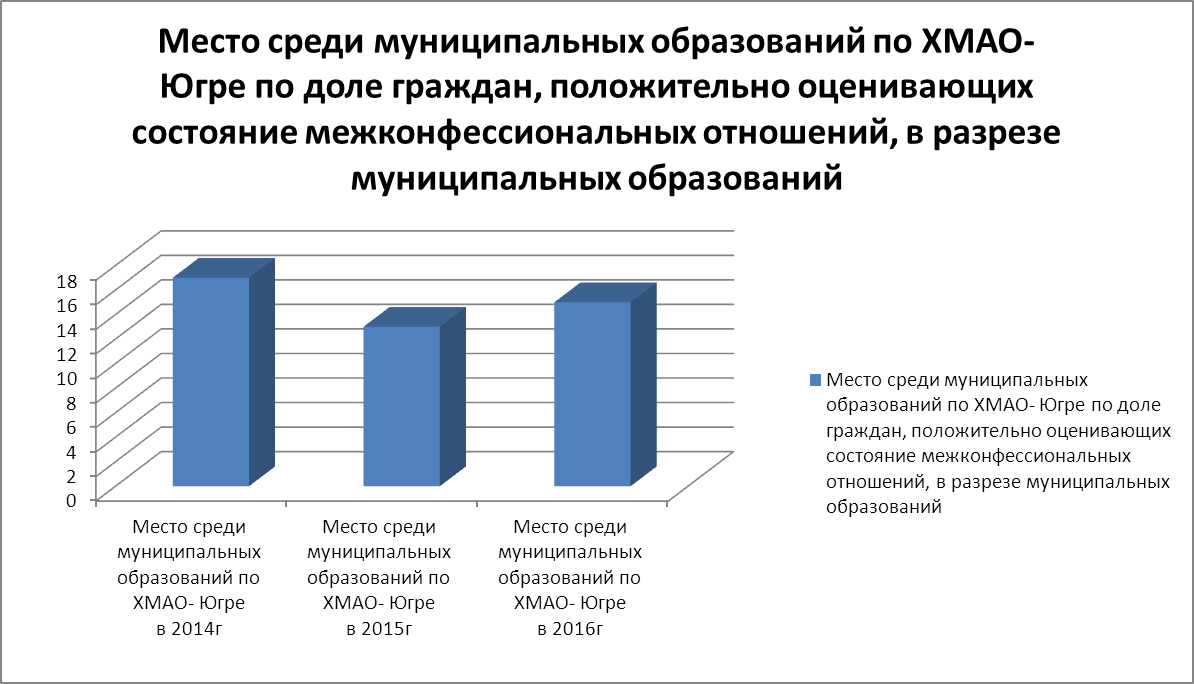 Место среди муниципальных образований по ХМАО-
Югре по доле граждан, положительно оценивающих
состояние межконфессиональных отношений, в разрезе
муниципальных образований
18
16
14
12
10
8
6
4
2
0
Место среди
муниципальных
образований по
ХМАО- Югре
в 2014г
Место среди
муниципальных
образований по
ХМАО- Югре
в 2015г
Место среди
муниципальных
образований по
ХМАО- Югре
в 2016г
Место среди муниципальных
образований по ХМАО- Югре по доле
граждан, положительно оценивающих
состояние межконфессиональных
отношений, в разрезе муниципальных
образований